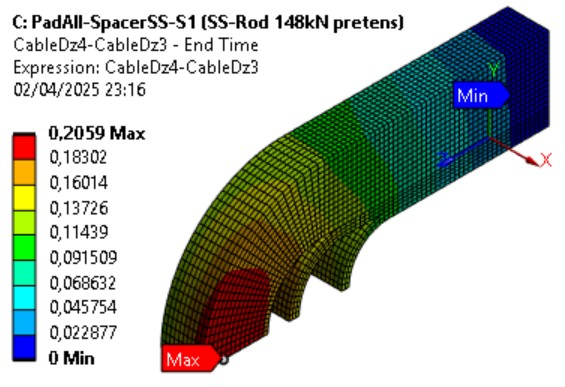 C: PadAll-SpacerSS-S1 (SS-Rod 148kN pretens)
CableDz4-CableDz3 - End Time
Expression: CableDz4-CableDz3
02/04/2025 23:16
0,2059 Max
0,18302
0,16014
0,13726
0,11439
0,091509
0,068632
0,045754
0,022877
0 Min
Y
Min
Z
X
Max